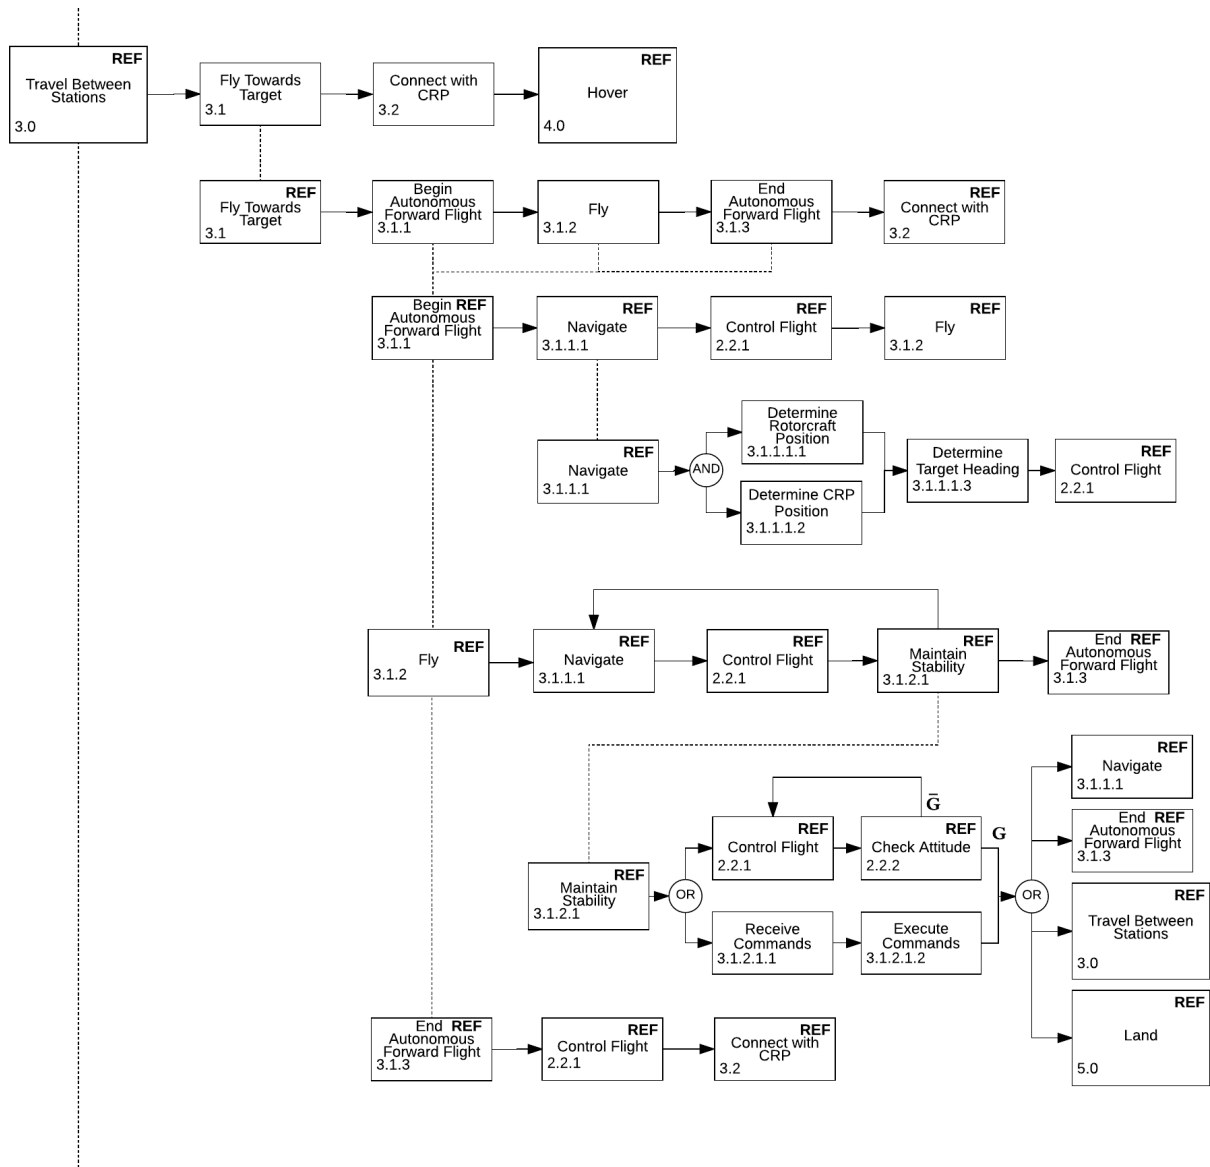 REF
Travel Between
Stations
3.0
Fly Towards
Target
3.1
Connect with
CRP
3.2
REF
Hover
4.0
REF
Fly Towards
Target
3.1
Begin
Autonomous
Forward Flight
3.1.1
Fly
3.1.2
End
Autonomous
Forward Flight
3.1.3
REF
Connect with
CRP
3.2
Begin REF
Autonomous
Forward Flight
3.1.1
REF
Navigate
3.1.1.1
REF
Control Flight
2.2.1
REF
Fly
3.1.2
REF
Navigate
3.1.1.1
AND
Determine
Rotorcraft
Position
3.1.1.1.1
Determine CRP
Position
3.1.1.1.2
Determine
Target Heading
3.1.1.1.3
REF
Control Flight
2.2.1
REF
Fly
3.1.2
REF
Navigate
3.1.1.1
REF
Control Flight
2.2.1
REF
Maintain
Stability
3.1.2.1
End REF
Autonomous
Forward Flight
3.1.3
REF
Maintain
Stability
3.1.2.1
OR
REF
Control Flight
2.2.1
Ḡ
REF
Check Attitude
2.2.2
G
Receive
Commands
3.1.2.1.1
Execute
Commands
3.1.2.1.2
OR
REF
Navigate
3.1.1.1
End REF
Autonomous
Forward Flight
3.1.3
REF
Travel Between
Stations
3.0
REF
Land
5.0
End REF
Autonomous
Forward Flight
3.1.3
REF
Control Flight
2.2.1
REF
Connect with
CRP
3.2